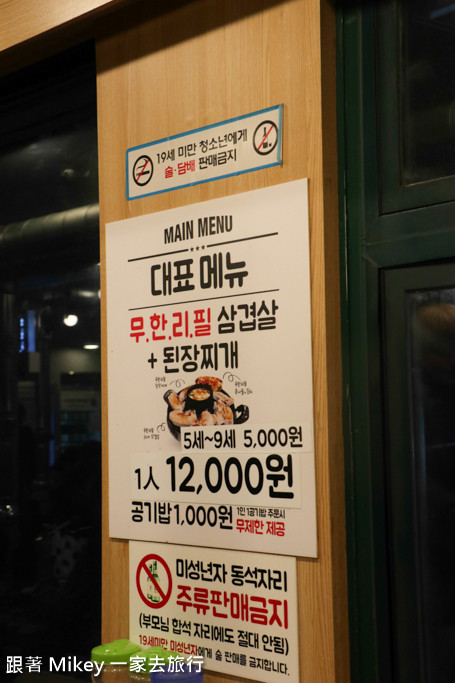 19세 미만 청소년에게
술·담배 판매금지
MAIN MENU
대표 메뉴
무.한.리.필 삼겹살
+ 된장찌개
5세~9세 5,000원
1人 12,000원
공기밥 1,000원 1인 1공기밥 주문시
무제한 제공
미성년자 동석자리
주류판매금지
(부모님 합석 자리에도 절대 안됨)
19세미만 미성년자에게 술 판매를 금지합니다.
跟著 Mikey 一家去旅行